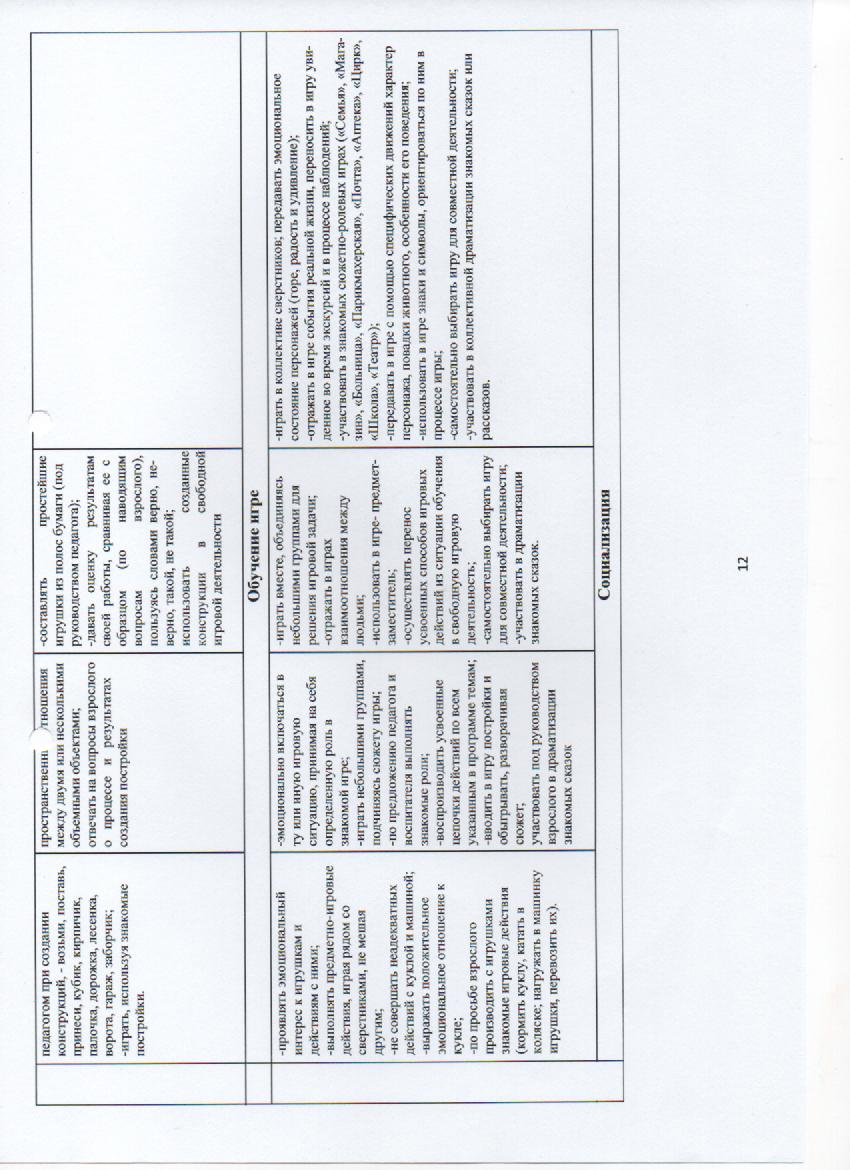 педагогом при создании
конструкций, - возьми, поставь,
принеси, кубик, кирпичик,
палочка, дорожка, лесенка,
ворота, гараж, заборчик;
-играть, используя знакомые
постройки.
пространственн тношения
между двумя или несколькими
объемными объектами;
отвечать на вопросы взрослого
о процессе и результатах
создания постройки
-составлять простейшие
игрушки из полос бумаги (под
руководством педагога);
-давать оценку результатам
своей работы, сравнивая ее с
образцом (по наводящим
вопросам взрослого),
пользуясь словами верно, не-
верно, такой, не такой;
использовать созданные
конструкции в свободной
игровой деятельности
Обучение игре
-проявлять эмоциональный
интерес к игрушкам и
действиям с ними;
-выполнять предметно-игровые
действия, играя рядом со
сверстниками, не мешая
другим;
-не совершать неадекватных
действий с куклой и машиной;
-выражать положительное
эмоциональное отношение к
кукле;
-по просьбе взрослого
производить с игрушками
знакомые игровые действия
(кормить куклу, катать в
коляске; нагружать в машинку
игрушки, перевозить их).
-эмоционально включаться в
ту или иную игровую
ситуацию, принимая на себя
определенную роль в
знакомой игре;
-играть небольшими группами,
подчиняясь сюжету игры;
-по предложению педагога и
воспитателя выполнять
знакомые роли;
-воспроизводить усвоенные
цепочки действий по всем
указанным в программе темам;
-вводить в игру постройки и
обыгрывать, разворачивая
сюжет;
участвовать под руководством
взрослого в драматизации
знакомых сказок
-играть вместе, объединяясь
небольшими группами для
решения игровой задачи;
-отражать в играх
взаимоотношения между
людьми;
-использовать в игре- предмет-
заместитель;
-осуществлять перенос
усвоенных способов игровых
действий из ситуации обучения
в свободную игровую
деятельность;
-самостоятельно выбирать игру
для совместной деятельности;
-участвовать в драматизации
знакомых сказок.
-играть в коллективе сверстников; передавать эмоциональное
состояние персонажей (горе, радость и удивление);
-отражать в игре события реальной жизни, переносить в игру уви-
денное во время экскурсий и в процессе наблюдений;
-участвовать в знакомых сюжетно-ролевых играх («Семья», «Мага-
зин», «Больница», «Парикмахерская», «Почта», «Аптека», «Цирк»,
«Школа», «Театр»);
-передавать в игре с помощью специфических движений характер
персонажа, повадки животного, особенности его поведения;
-использовать в игре знаки и символы, ориентироваться по ним в
процессе игры;
-самостоятельно выбирать игру для совместной деятельности;
-участвовать в коллективной драматизации знакомых сказок или
рассказов.
Социализация
12